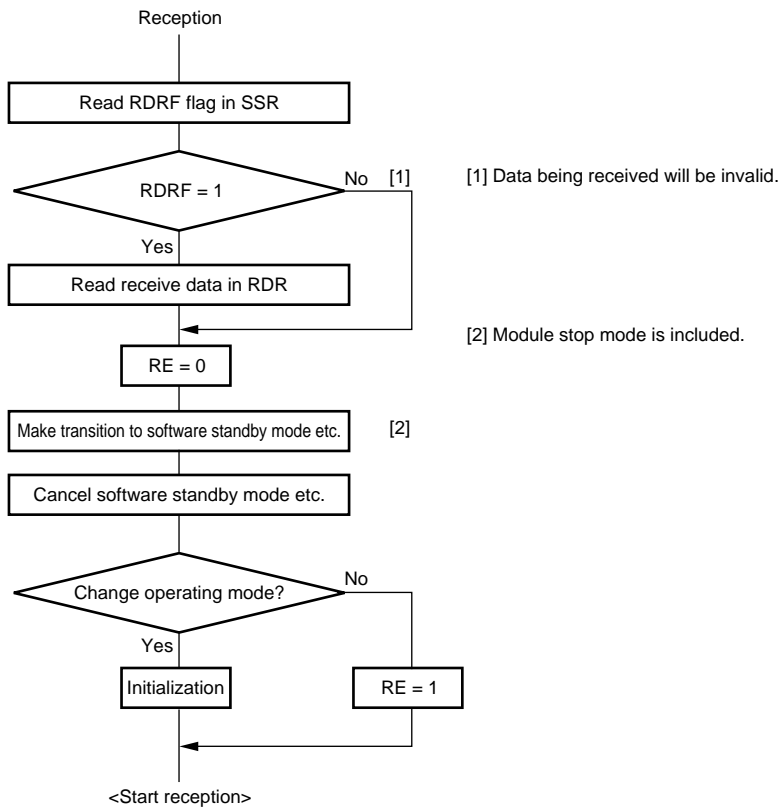 Reception
Read RDRF flag in SSR
RDRF = 1
No
[1]
[1] Data being received will be invalid.
Yes
Read receive data in RDR
[2] Module stop mode is included.
RE = 0
Make transition to software standby mode etc.
[2]
Cancel software standby mode etc.
Change operating mode?
No
Yes
Initialization
RE = 1
<Start reception>